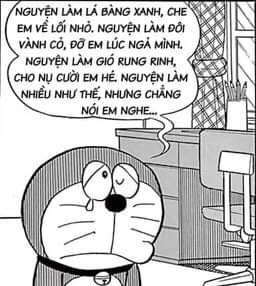 NGUYỆN LÀM LÁ BÀNG XANH, CHE
EM VỀ LỐI NHỎ. NGUYỆN LÀM ĐÔI
VÀNH CỎ, ĐỠ EM LÚC NGẢ MÌNH.
NGUYỆN LÀM GIÓ RUNG RINH,
CHO NỤ CƯỜI EM HÉ. NGUYỆN LÀM
NHIỀU NHƯ THẾ, NHƯNG CHẲNG
NÓI EM NGHE...